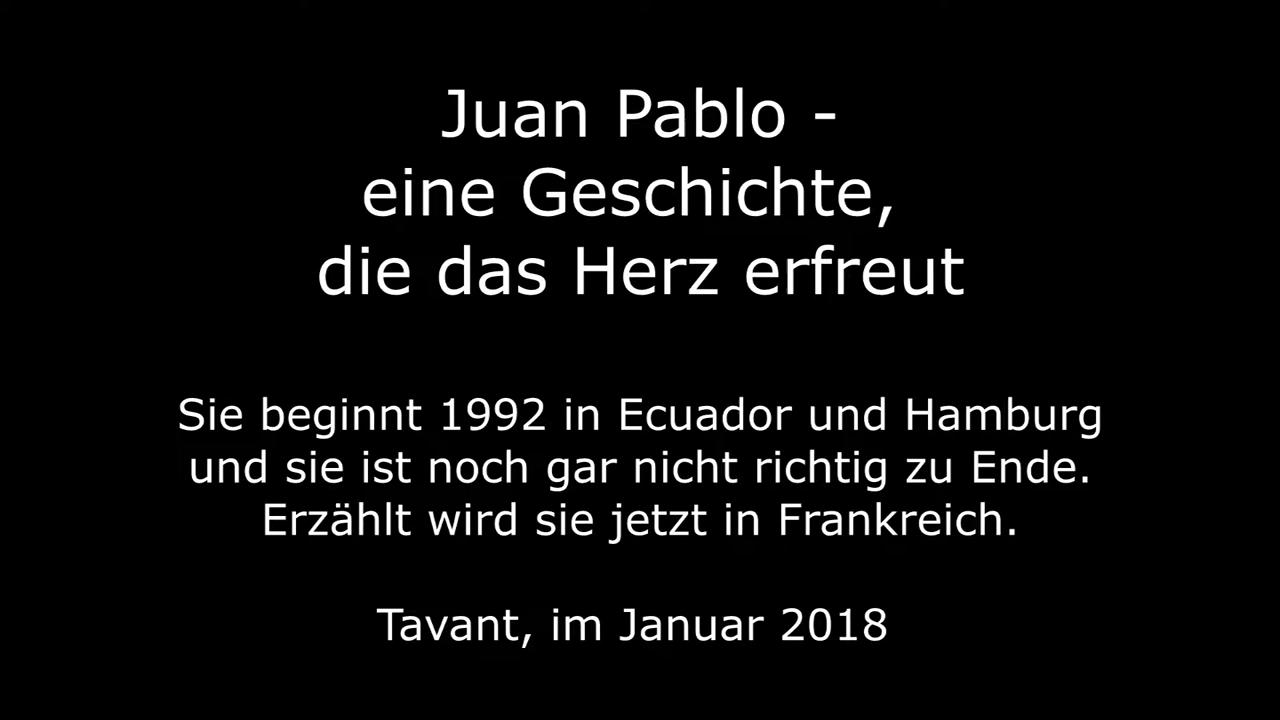 Juan Pablo -
eine Geschichte,
die das Herz erfreut
Sie beginnt 1992 in Ecuador und Hamburg
und sie ist noch gar nicht richtig zu Ende.
Erzählt wird sie jetzt in Frankreich.
Tavant, im Januar 2018